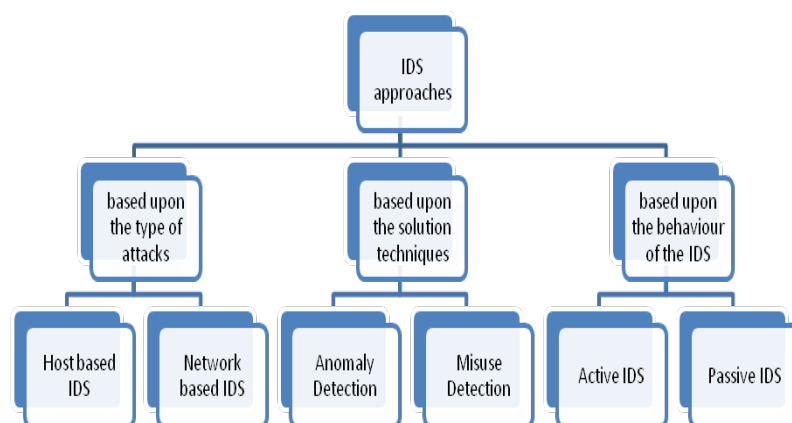 IDS
approaches
based upon
the type of
attacks
based upon
the solution
techniques
based upon
the behaviour
of the IDS
Host based
IDS
Network
based IDS
Anomaly
Detection
Misuse
Detection
Active IDS
Passive IDS